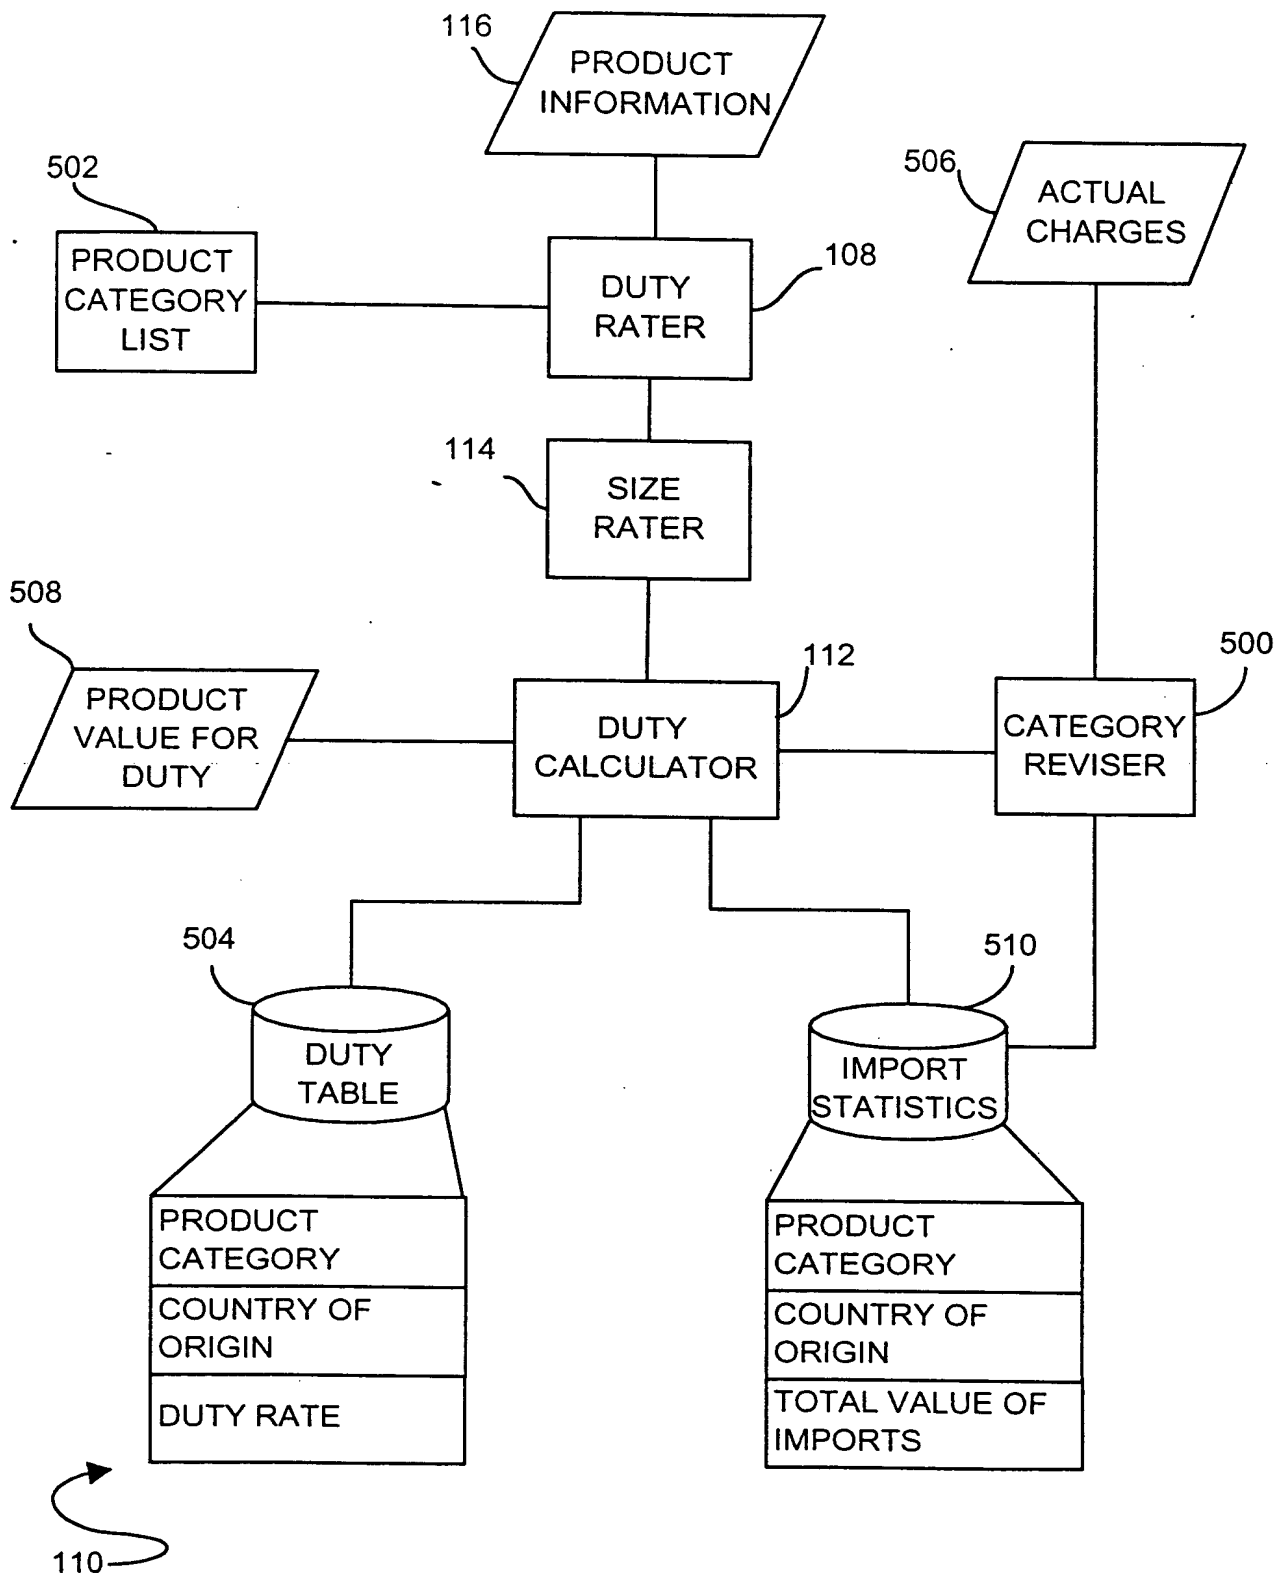 116
PRODUCT
INFORMATION
502
506
ACTUAL
CHARGES
PRODUCT
CATEGORY
LIST
DUTY
RATER
108
114
SIZE
RATER
508
PRODUCT
VALUE FOR
DUTY
112
DUTY
CALCULATOR
500
CATEGORY
REVISER
504
DUTY
TABLE
510
IMPORT
STATISTICS
PRODUCT
CATEGORY
COUNTRY OF
ORIGIN
DUTY RATE
PRODUCT
CATEGORY
COUNTRY OF
ORIGIN
TOTAL VALUE OF
IMPORTS
110